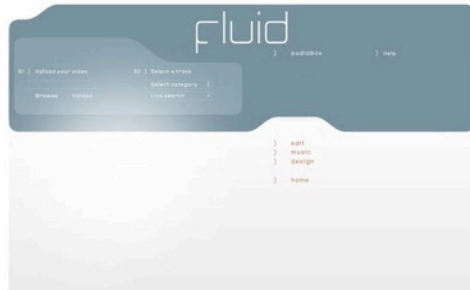 fluid
} - audiobox } Help
01 } Upload your video
Browse Upload
02 } Select a track
Select category
Live search
} edit
} music
} design
} home